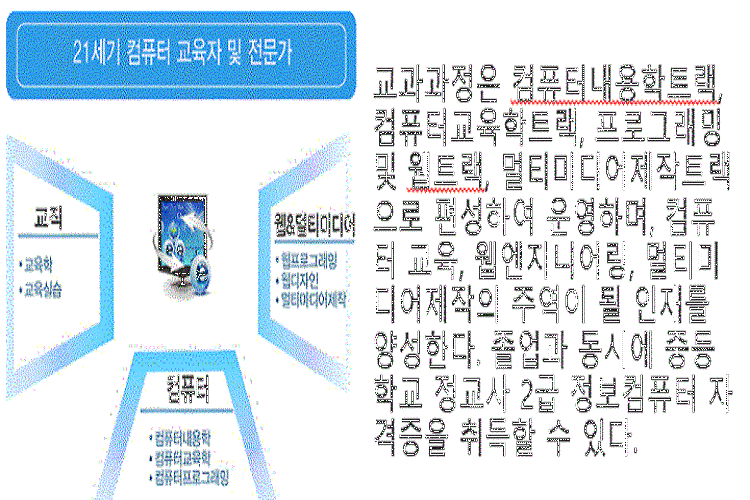 21세기 컴퓨터 교육자 및 전문가
교직
•교육학
•교육실습
웹&멀티미디어
•웹프로그래밍
•웹디자인
•멀티미디어제작
컴퓨터
•컴퓨터내용학
•컴퓨터교육학
•컴퓨터프로그래밍
교과과정은 컴퓨터내용학트랙,
컴퓨터교육학트랙, 프로그래밍
및 웹트랙, 멀티미디어제작트랙
으로 편성하여 운영하며, 컴퓨
터 교육, 웹엔지니어링, 멀티미
디어제작의 주역이 될 인재를
양성한다. 졸업과 동시에 중등
학교 정교사 2급 정보컴퓨터 자
격증을 취득할 수 있다.